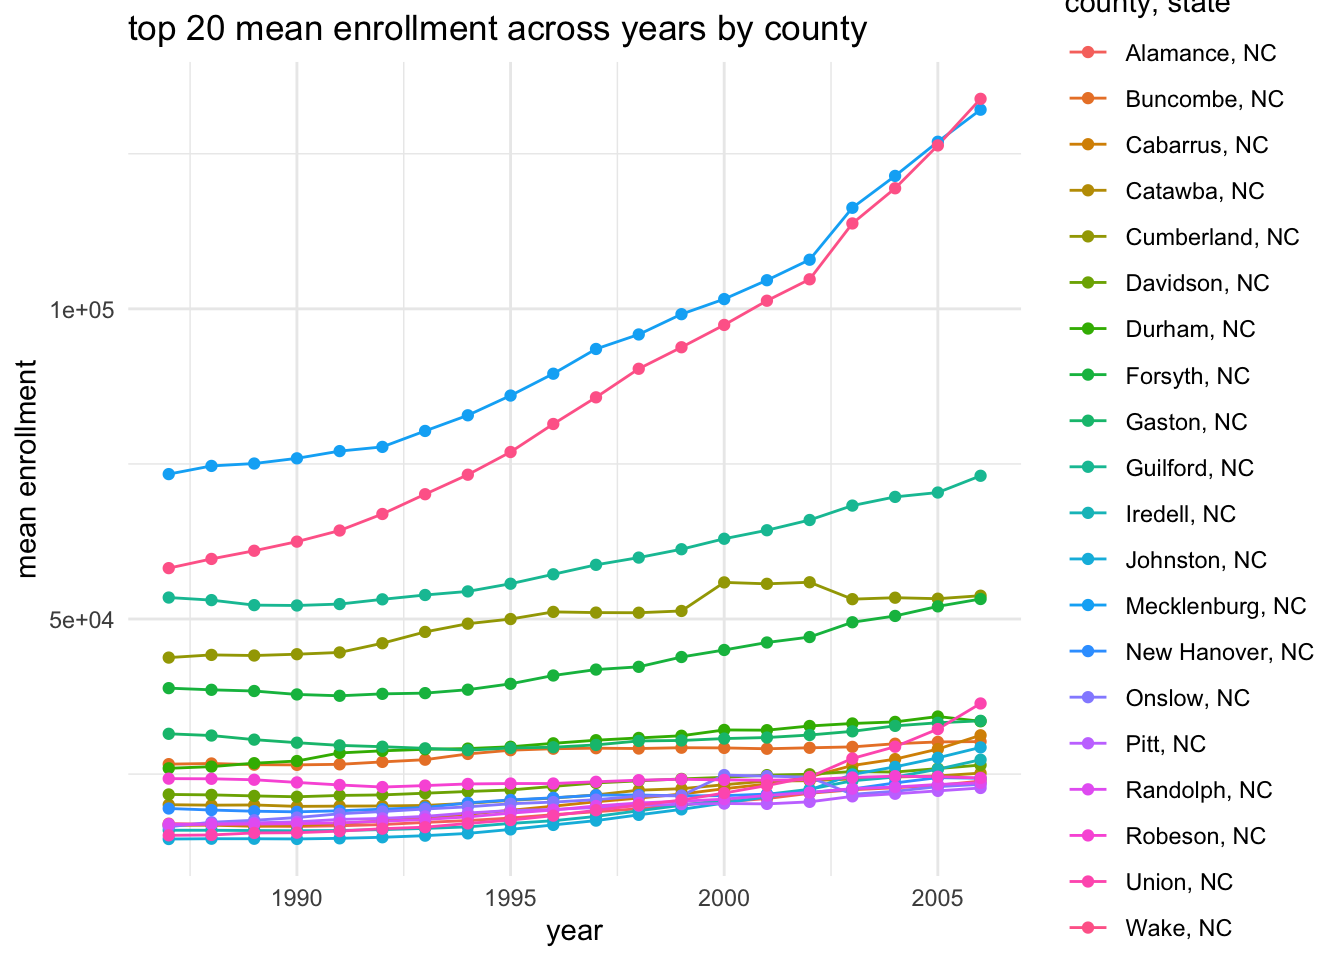 top 20 mean enrollment across years by county
county, state
Alamance, NC
Buncombe, NC
Cabarrus, NC
Catawba, NC
Cumberland, NC
Davidson, NC
Durham, NC
Forsyth, NC
Gaston, NC
Guilford, NC
Iredell, NC
Johnston, NC
Mecklenburg, NC
New Hanover, NC
Onslow, NC
Pitt, NC
Randolph, NC
Robeson, NC
Union, NC
Wake, NC
mean enrollment
1e+05
5e+04
1990
1995
2000
2005
year